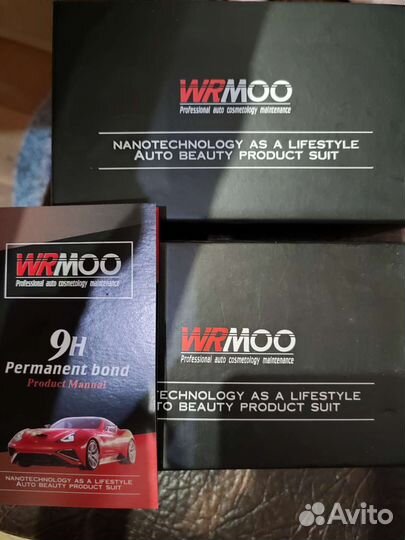 WRMOO
Professional auto cosmetology maintenance
NANOTECHNOLOGY AS A LIFESTYLE
AUTO BEAUTY PRODUCT SUIT
WRMOO
Professional auto cosmetology maintenance
9H
Permanent bond
Product Manual
NANOTECHNOLOGY AS A LIFESTYLE
AUTO BEAUTY PRODUCT SUIT
WRMOO
Professional auto cosmetology maintenance
TECHNOLOGY AS A LIFESTYLE
TO BEAUTY PRODUCT SUIT
Avito